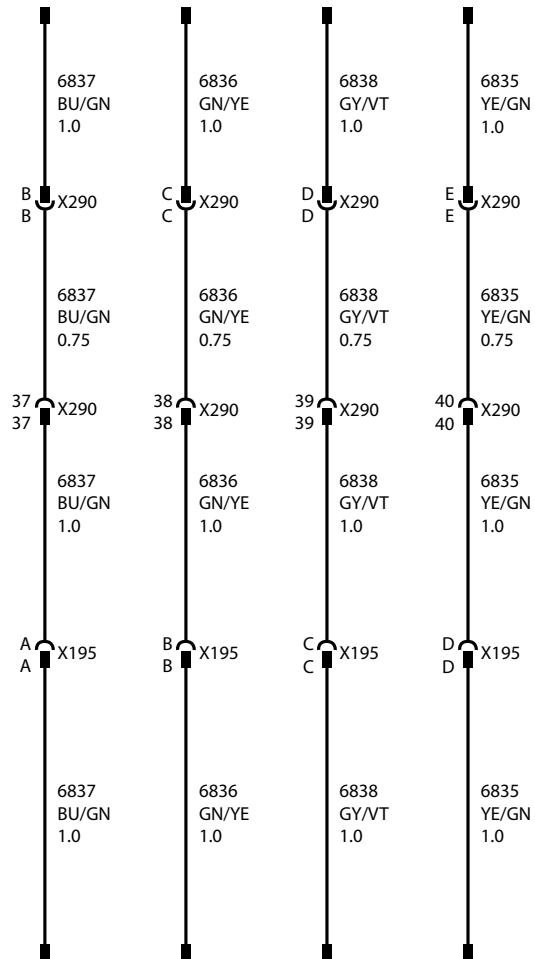 6837 6836 6838 6835
BU/GN GN/YE GY/VT YE/GN
1.0 1.0 1.0 1.0
B X290 C X290 D X290 E X290
B C D E
6837 6836 6838 6835
BU/GN GN/YE GY/VT YE/GN
0.75 0.75 0.75 0.75
37 X290 38 X290 39 X290 40 X290
37 38 39 40
6837 6836 6838 6835
BU/GN GN/YE GY/VT YE/GN
1.0 1.0 1.0 1.0
A X195 B X195 C X195 D X195
A B C D
6837 6836 6838 6835
BU/GN GN/YE GY/VT YE/GN
1.0 1.0 1.0 1.0